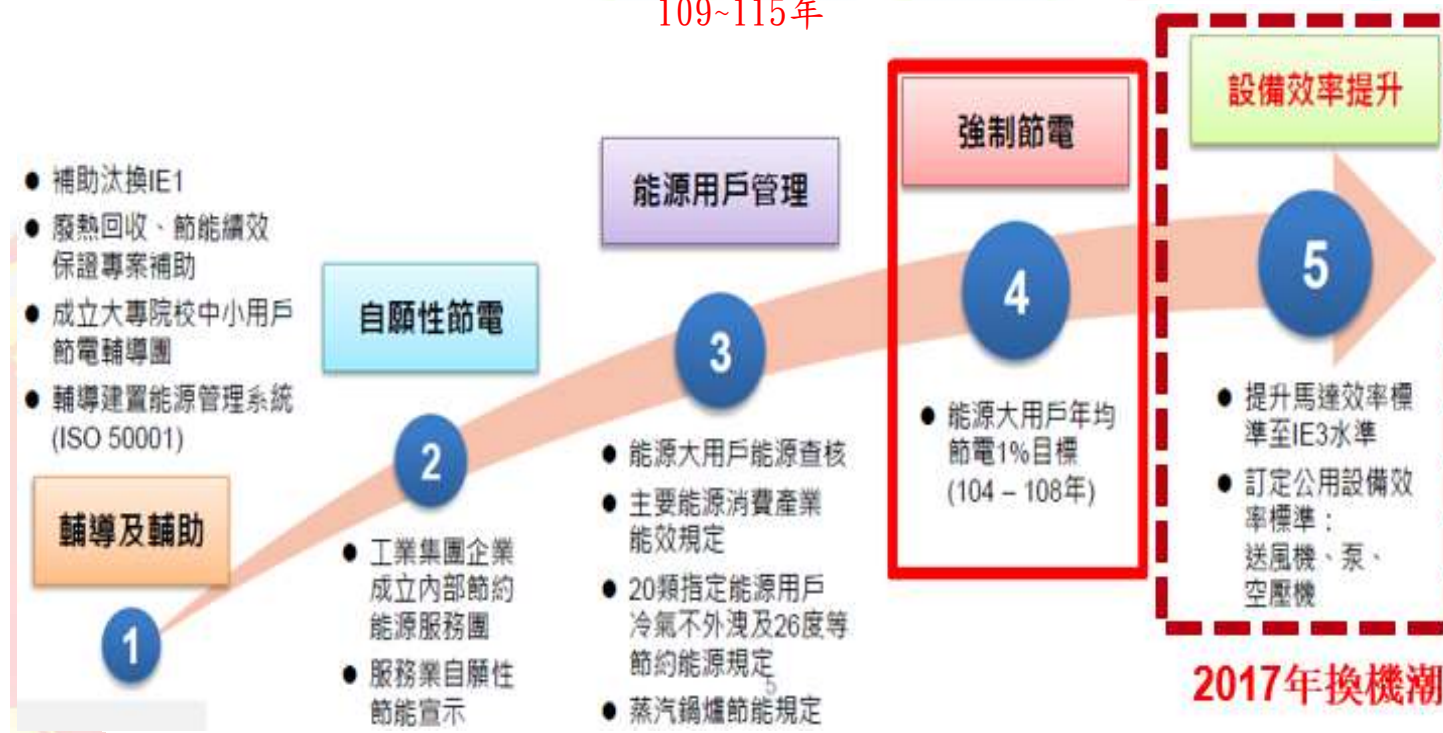 109~115年
● 補助汰換IE1
● 廢熱回收、節能績效
保證專案補助
● 成立大專院校中小用戶
節電輔導團
● 輔導建置能源管理系統
(ISO 50001)
輔導及輔助
1
自願性節電
2
● 工業集團企業
成立內部節約
能源服務團
● 服務業自願性
節能宣示
能源用戶管理
3
● 能源大用戶能源查核
● 主要能源消費產業
能效規定
● 20類指定能源用戶
冷氣不外洩及26度等
節約能源規定
5
● 蒸汽鍋爐節能規定
強制節電
4
● 能源大用戶年均
節電1%目標
(104 – 108年)
設備效率提升
5
● 提升馬達效率標
準至IE3水準
● 訂定公用設備效
率標準：
送風機、泵、
空壓機
2017年換機潮